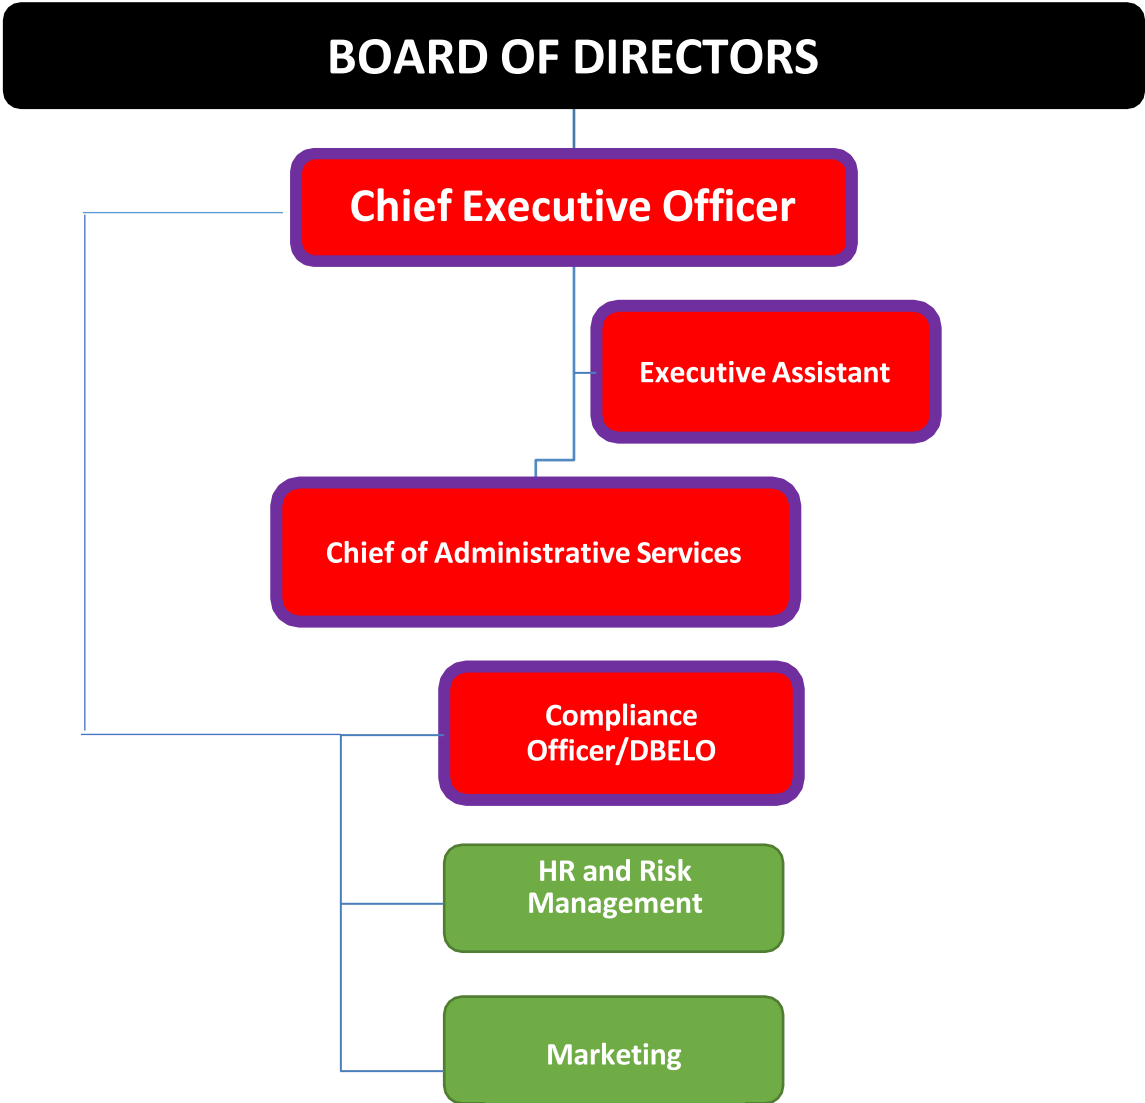 BOARD OF DIRECTORS
Chief Executive Officer
Executive Assistant
Chief of Administrative Services
Compliance
Officer/DBELO
HR and Risk
Management
Marketing